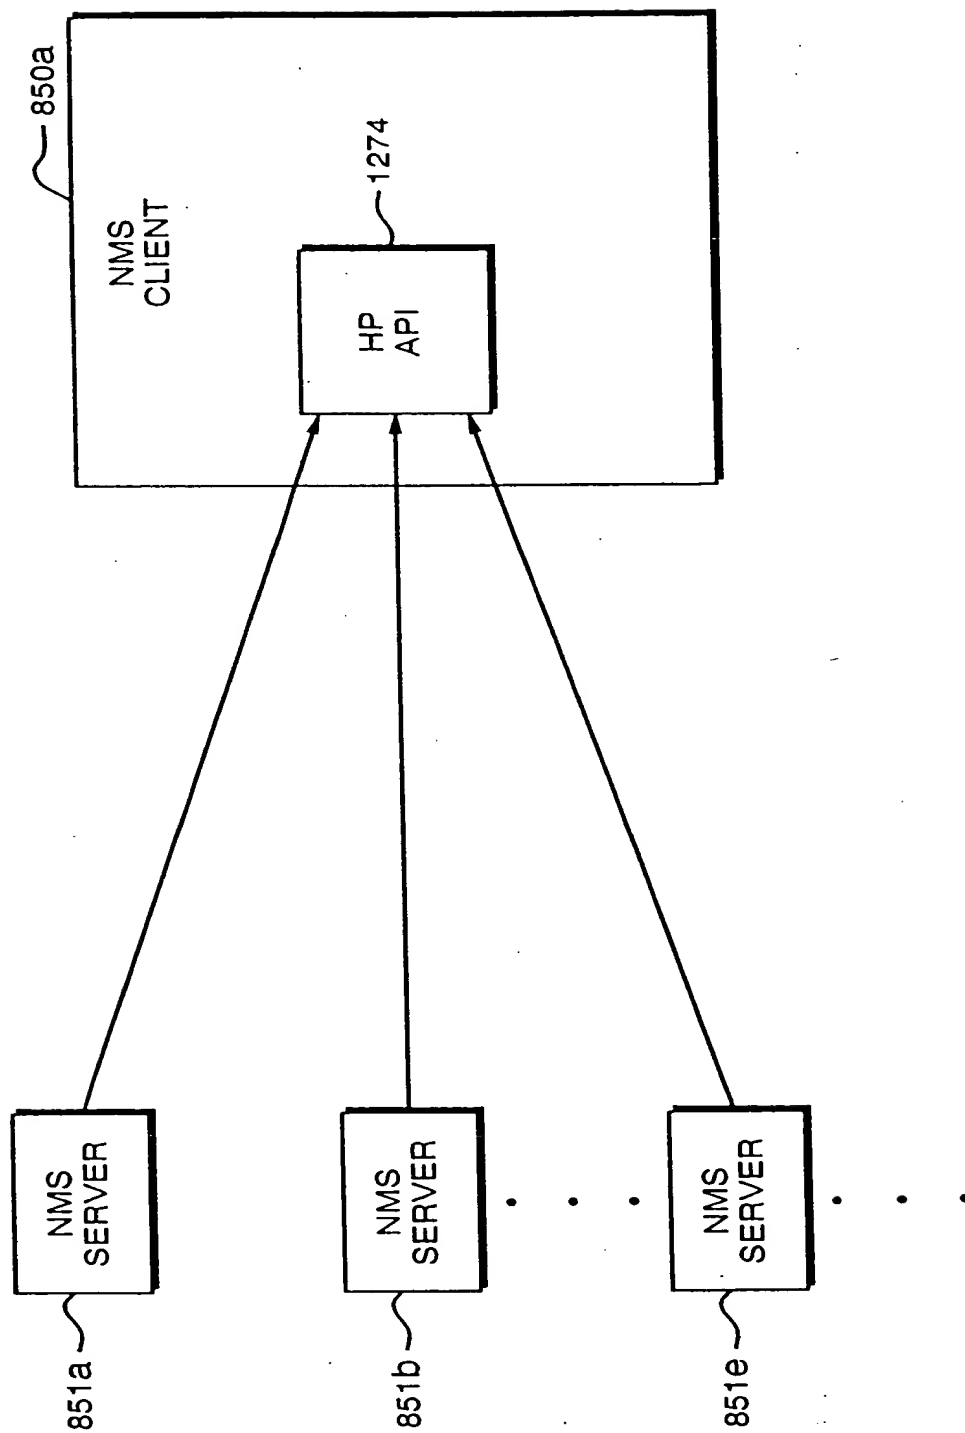 850a
NMS
CLIENT
1274
HP
API
NMS
SERVER
851a
NMS
SERVER
851b
NMS
SERVER
851e